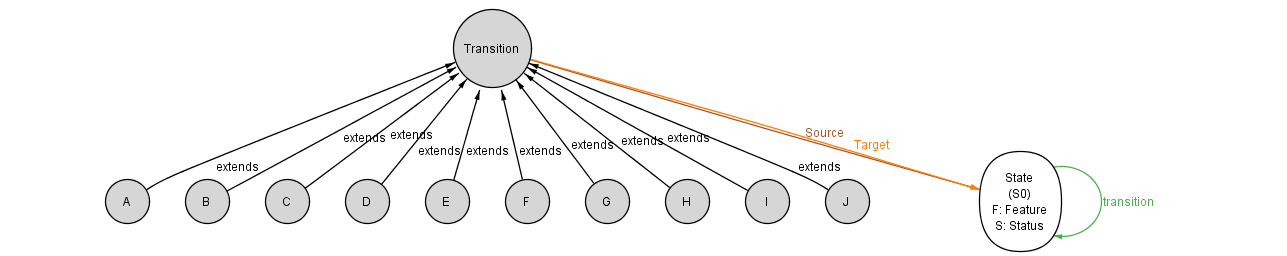 Transition
extends
extends
extends
extends
extends
extends
extends
extends
extends
extends
Source
Target
A
B
C
D
E
F
G
H
I
J
State
(S0)
F: Feature
S: Status
transition